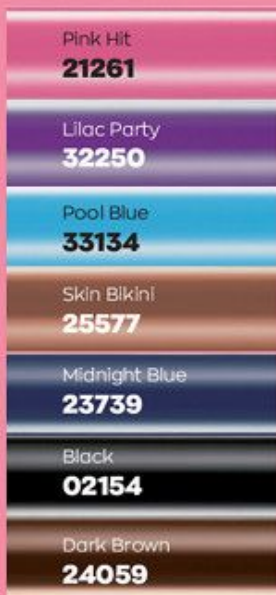 Pink Hit
21261
Lilac Party
32250
Pool Blue
33134
Skin Bikini
25577
Midnight Blue
23739
Black
02154
Dark Brown
24059